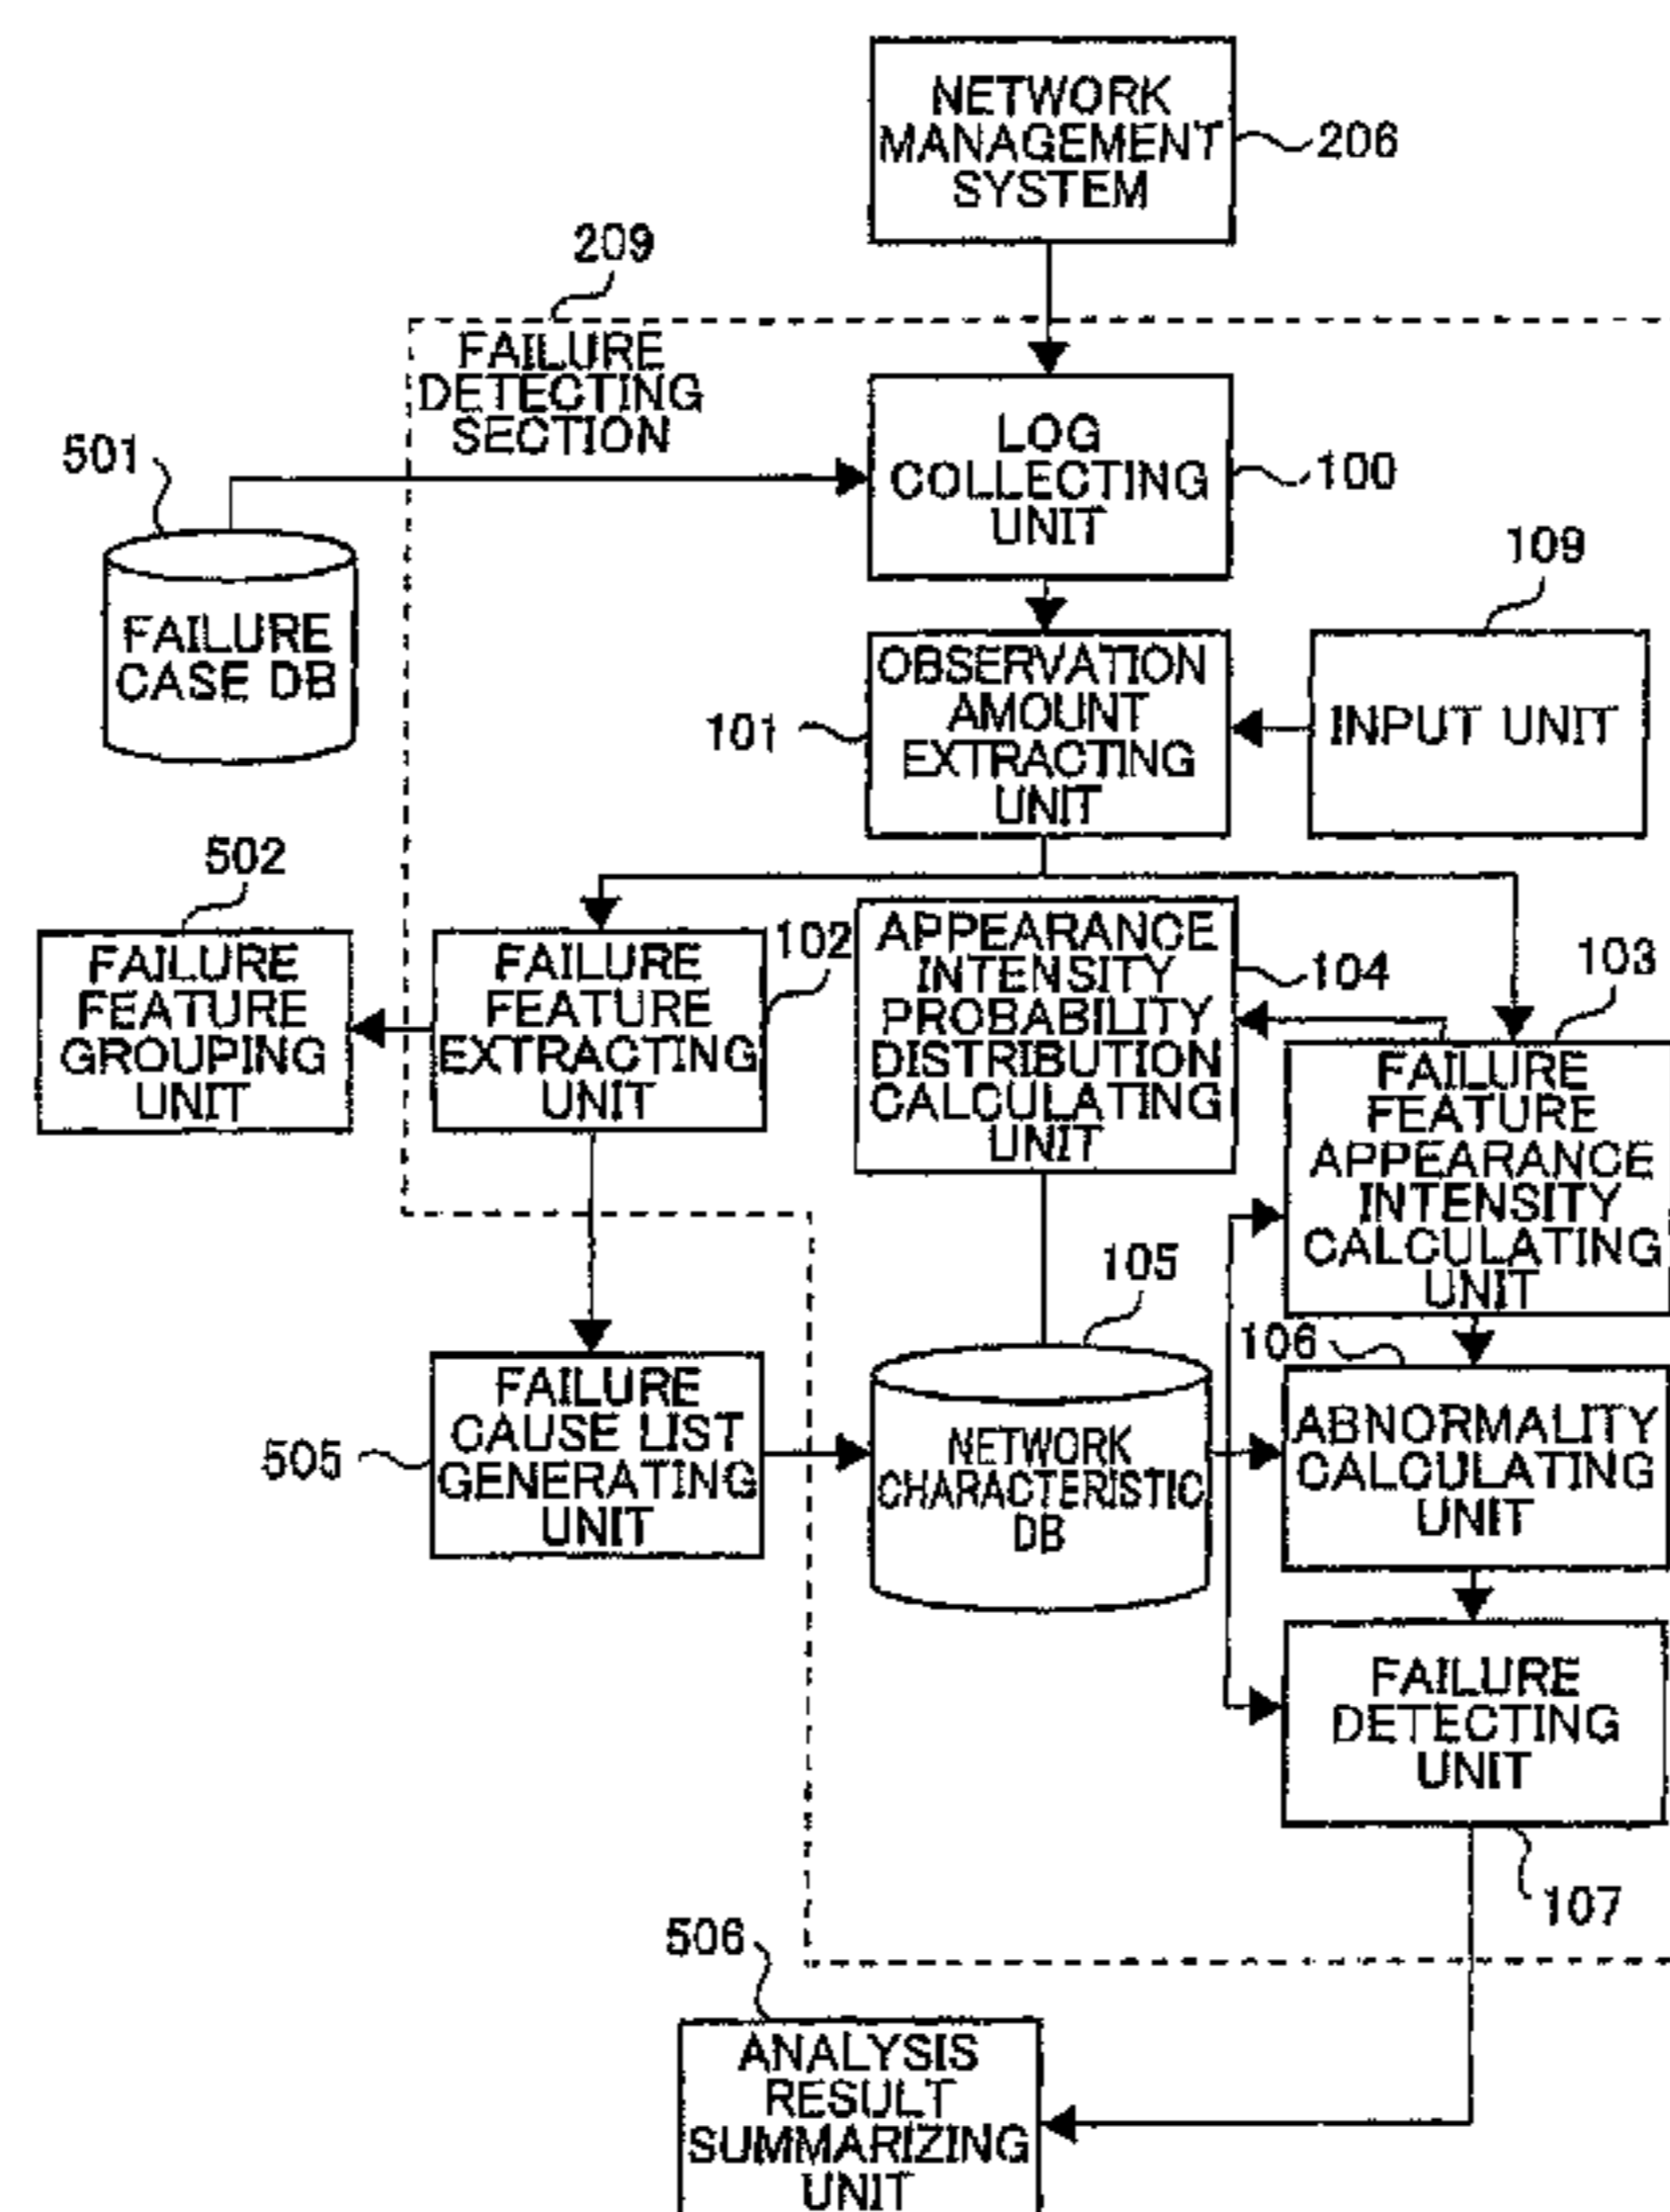 NETWORK
MANAGEMENT
SYSTEM
206
209
FAILURE
DETECTING
SECTION
501
LOG
COLLECTING
UNIT
100
FAILURE
CASE DB
109
OBSERVATION
AMOUNT
EXTRACTING
UNIT
101
INPUT UNIT
502
FAILURE
FEATURE
GROUPING
UNIT
FAILURE
FEATURE
EXTRACTING
UNIT
102
APPEARANCE
INTENSITY
PROBABILITY
DISTRIBUTION
CALCULATING
UNIT
104
103
FAILURE
FEATURE
APPEARANCE
INTENSITY
CALCULATING
UNIT
105
106
505
FAILURE
CAUSE LIST
GENERATING
UNIT
NETWORK
CHARACTERISTIC
DB
ABNORMALITY
CALCULATING
UNIT
FAILURE
DETECTING
UNIT
107
506
ANALYSIS
RESULT
SUMMARIZING
UNIT